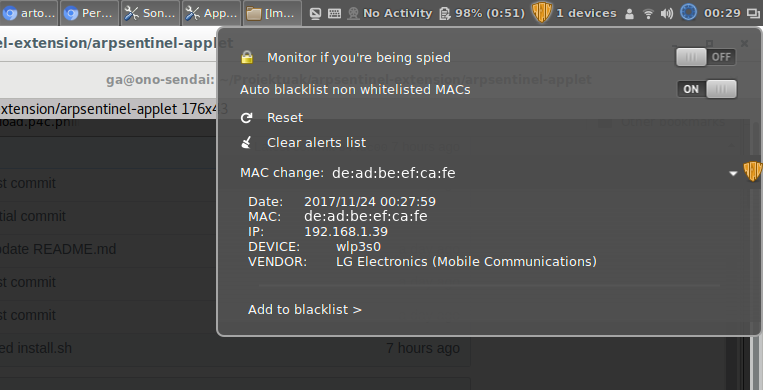 arto... Per... Son... App... [Im... No Activity 98% (0:51) 1 devices 00:29
el-extension/arpsentinel-applet
ga@ono-sendai: ~/Projektuak/arpsentinel-extension/arpsentinel-applet
extension/arpsentinel-applet 176x48
Monitor if you're being spied OFF
Auto blacklist non whitelisted MACs ON
Reset
Clear alerts list
MAC change: de:ad:be:ef:ca:fe
Date: 2017/11/24 00:27:59
MAC: de:ad:be:ef:ca:fe
IP: 192.168.1.39
DEVICE: wlp3s0
VENDOR: LG Electronics (Mobile Communications)
Add to blacklist >
st commit
tial commit
pdate README.md
st commit
st commit
ed install.sh 7 hours ago